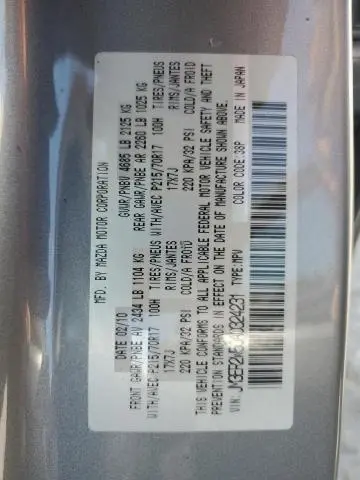 MFD. BY MAZDA MOTOR CORPORATION
DATE 02/10 GVWR/PNBV 4685 LB 2125 KG
FRONT GAWR/PNBE AV 2434 LB 1104 KG REAR GAWR/PNBE AR 2260 LB 1025 KG
WITH/AVEC P215/70R17 100H TIRES/PNEUS WITH/AVEC P215/70R17 100H TIRES/PNEUS
17X7J RIMS/JANTES 17X7J RIMS/JANTES
220 KPA/32 PSI COLD/A FROID 220 KPA/32 PSI COLD/A FROID
THIS VEHICLE CONFORMS TO ALL APPLICABLE FEDERAL MOTOR VEHICLE SAFETY AND THEFT
PREVENTION STANDARDS IN EFFECT ON THE DATE OF MANUFACTURE SHOWN ABOVE.
VIN: TYPE:MPV COLOR CODE:38P MADE IN JAPAN